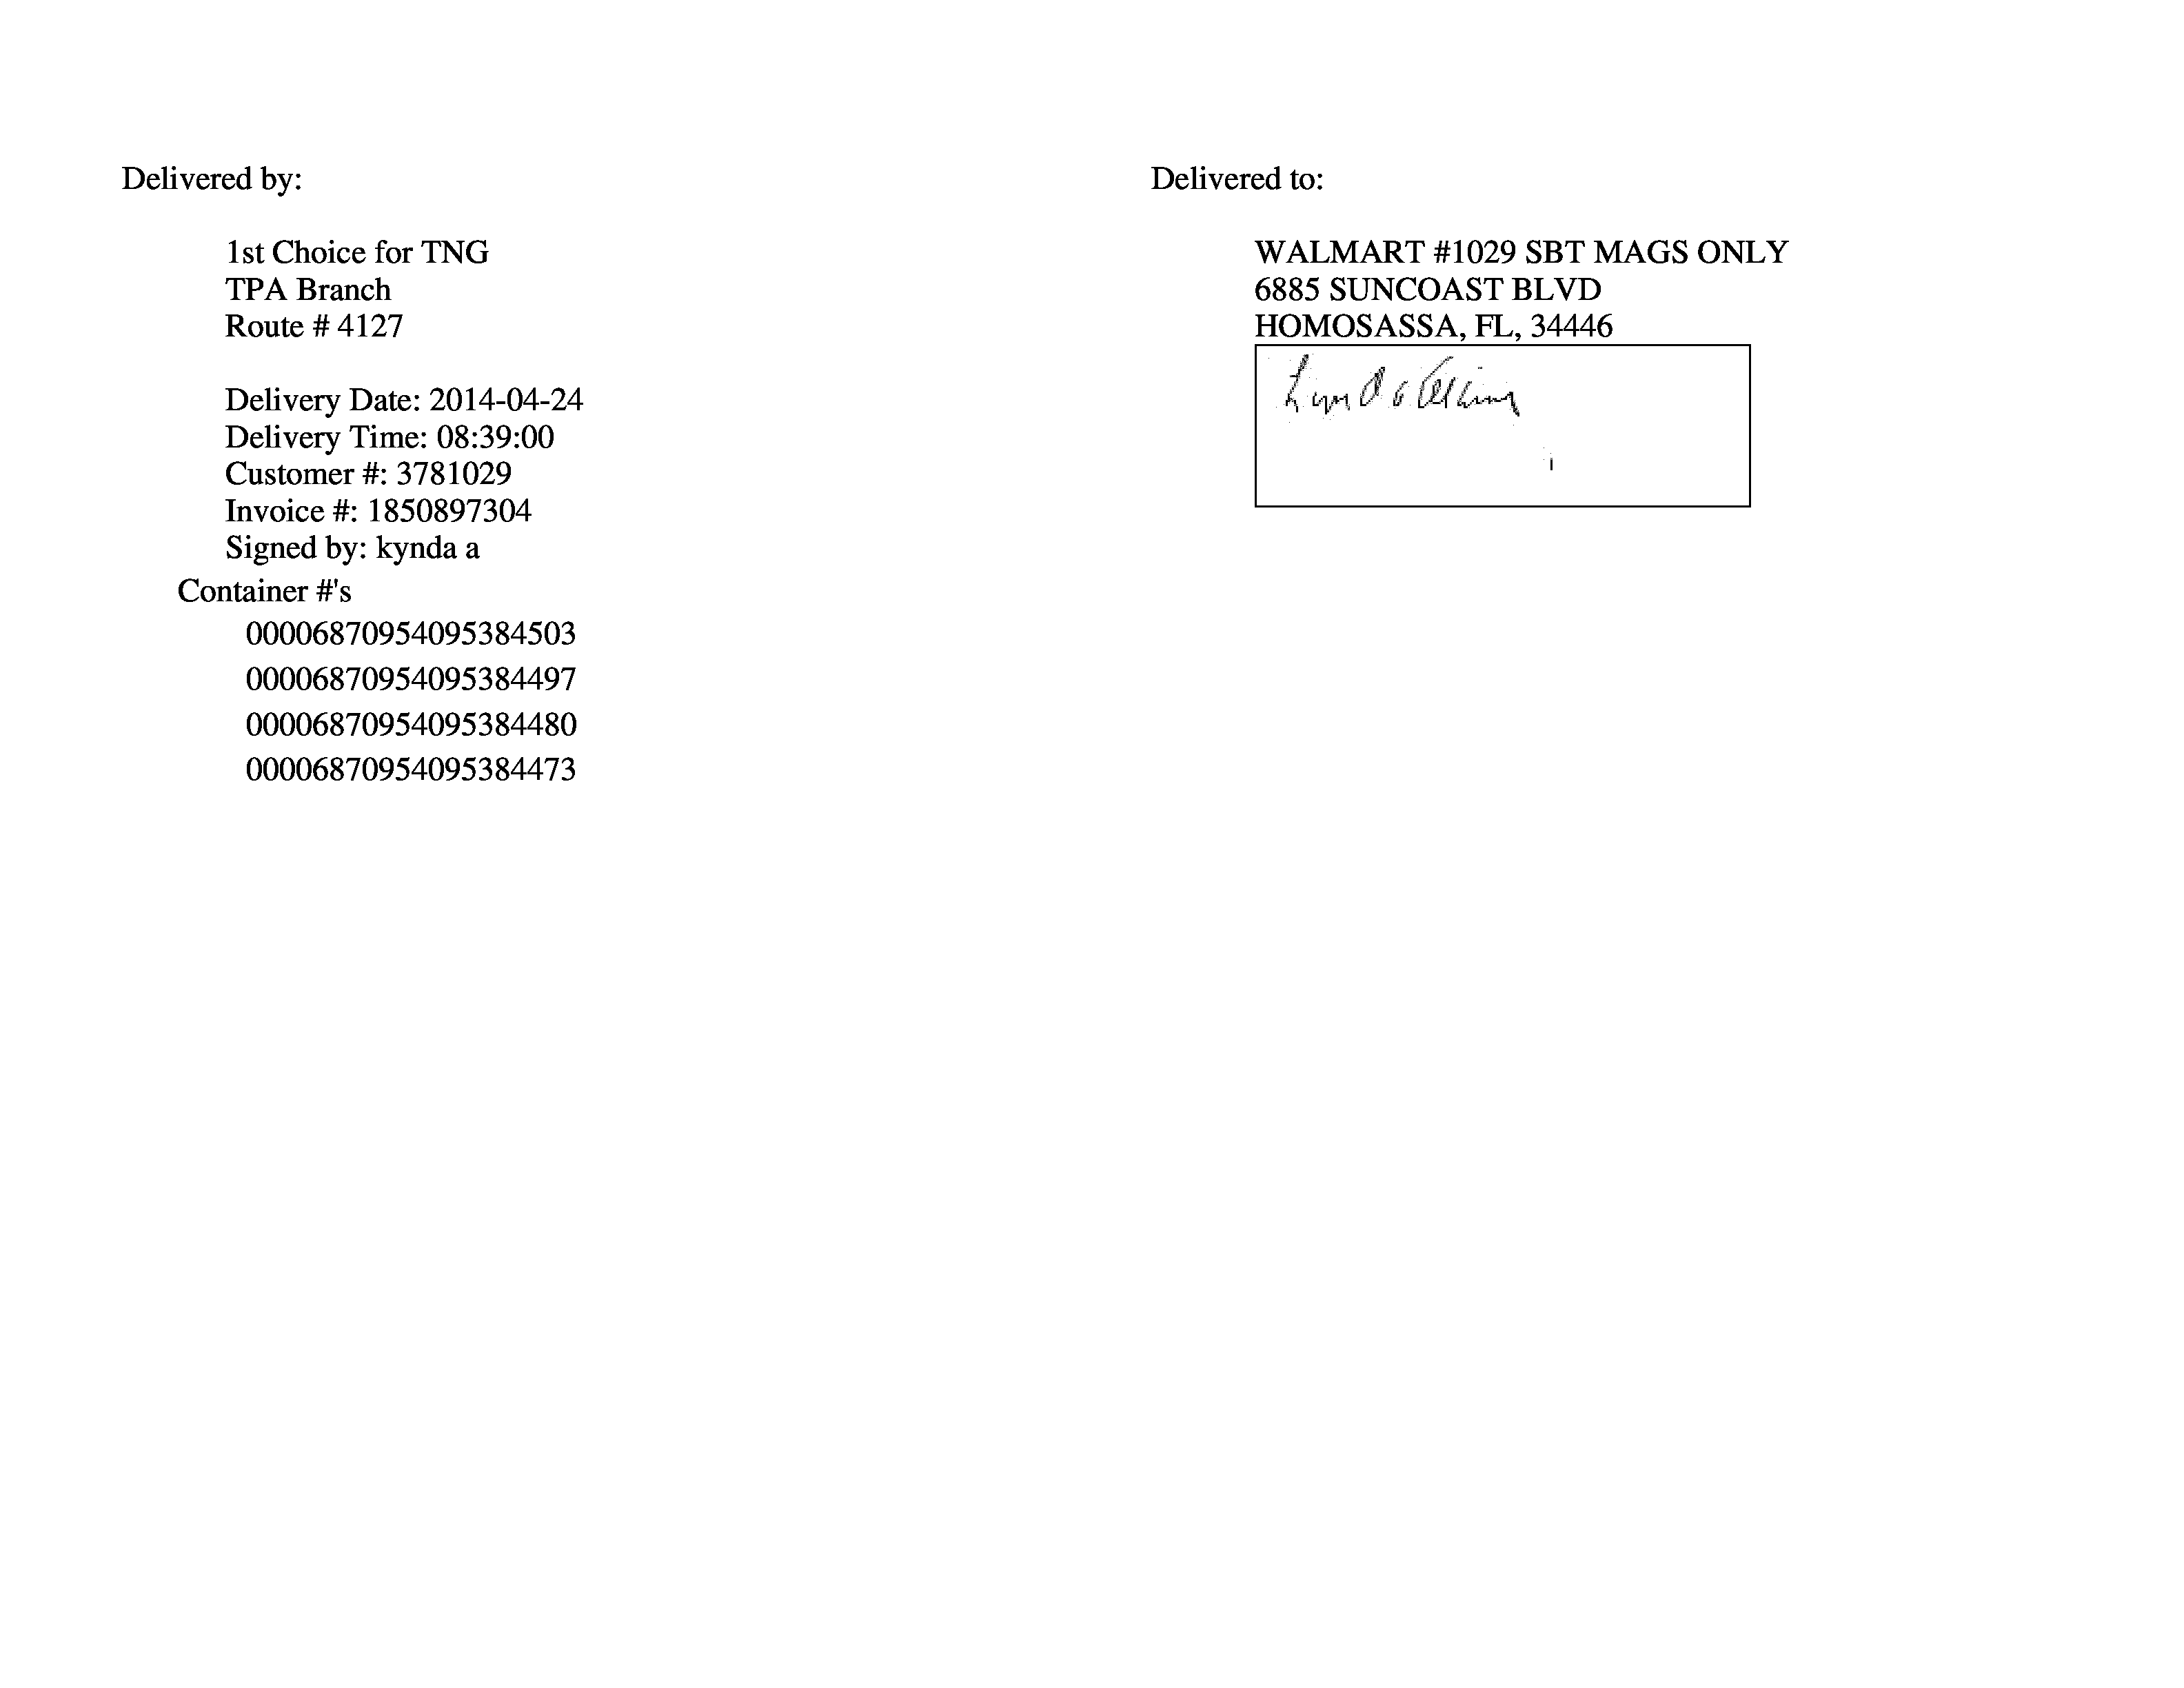 Delivered by:
1st Choice for TNG
TPA Branch
Route # 4127
Delivery Date: 2014-04-24
Delivery Time: 08:39:00
Customer #: 3781029
Invoice #: 1850897304
Signed by: kynda a
Container #'s
00006870954095384503
00006870954095384497
00006870954095384480
00006870954095384473
Delivered to:
WALMART #1029 SBT MAGS ONLY
6885 SUNCOAST BLVD
HOMOSASSA, FL, 34446